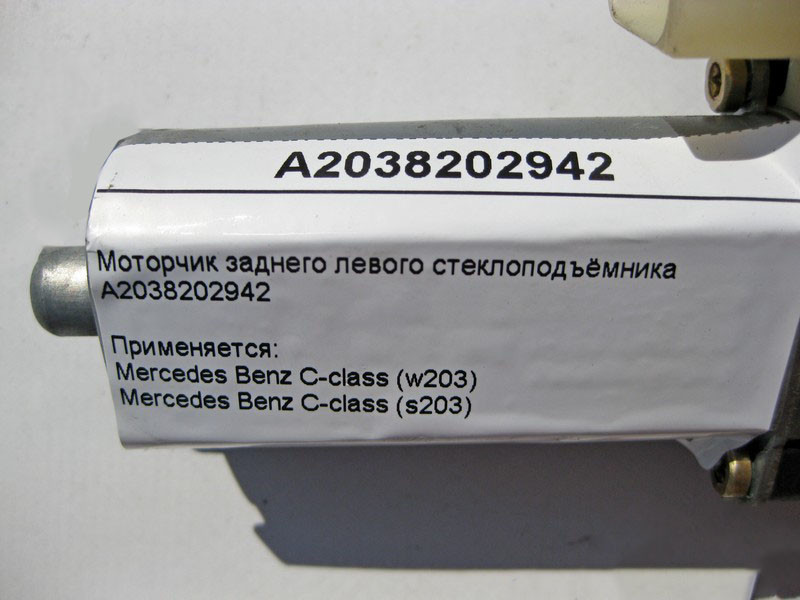 A2038202942
Моторчик заднего левого стеклоподъёмника
A2038202942
Применяется:
Mercedes Benz C-class (w203)
Mercedes Benz C-class (s203)